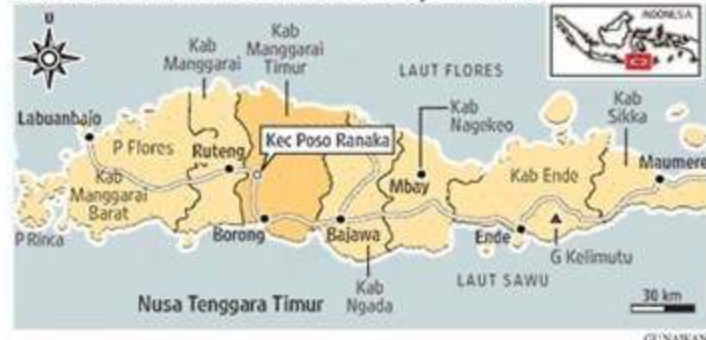 U
INDONESIA
Kab
Manggarai
Kab
Manggarai
Timur
LAUT FLORES
Kab
Nagekeo
Kab
Sikka
Labuanbajo
P Flores
Ruteng
Kec Poso Ranaka
Kab
Manggarai
Barat
Mbay
Kab Ende
Maumere
P Rinca
Borong
Bajawa
Ende
G Kelimutu
Kab
Ngada
LAUT SAWU
Nusa Tenggara Timur
30 km
GUNAWAN